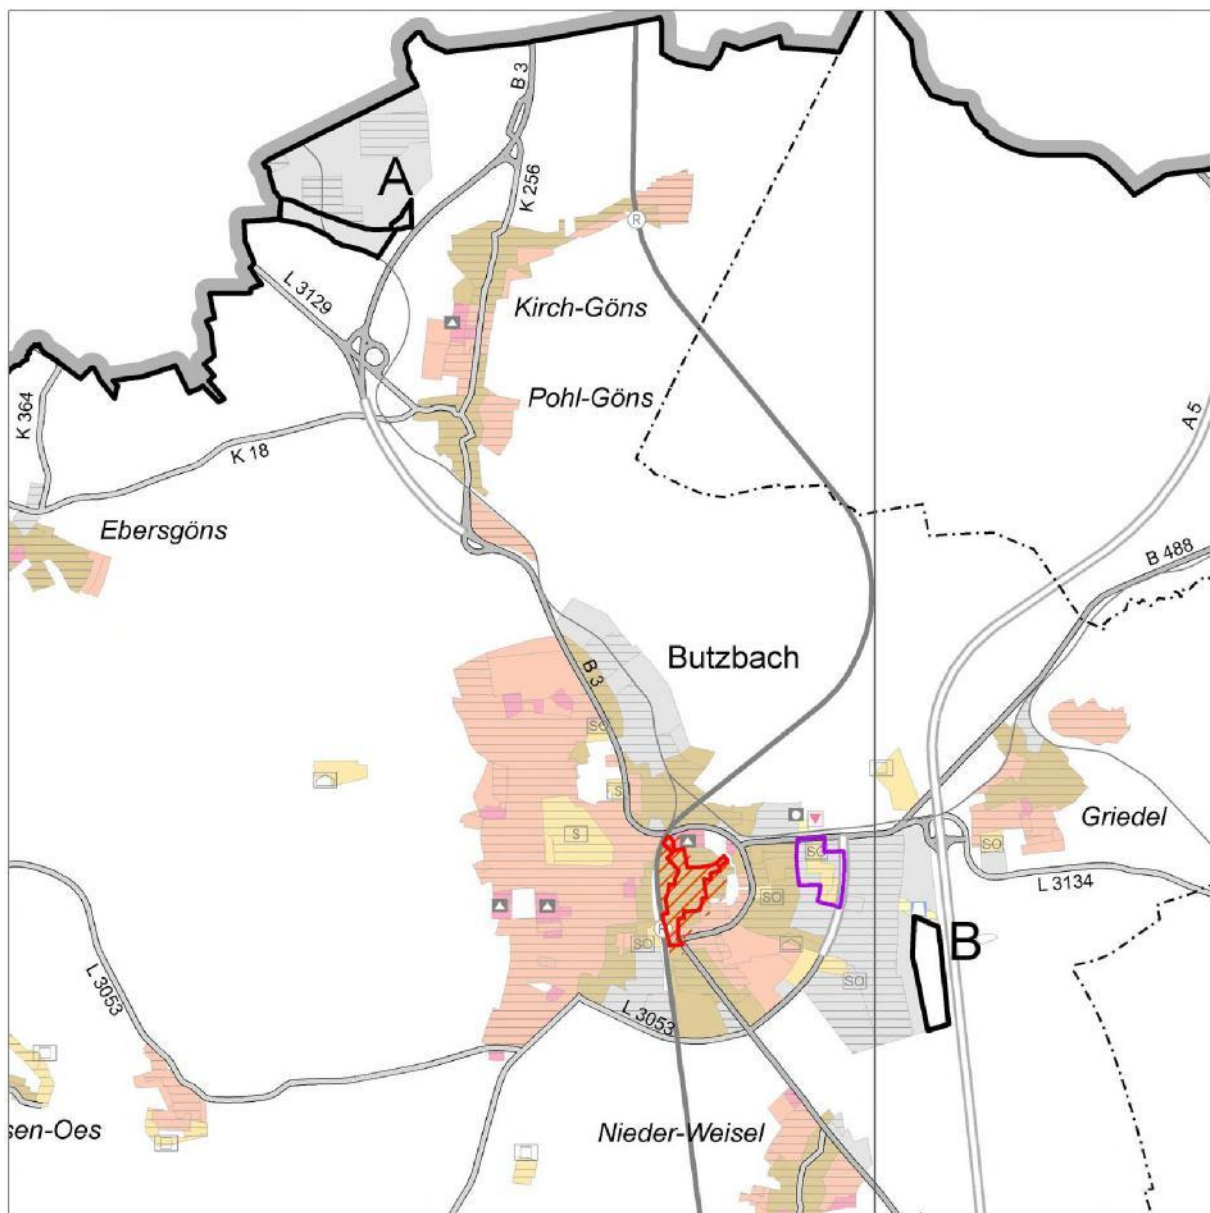 B 3
A
K 256
R
L 3129
Kirch-Göns
Pohl-Göns
K 364
K 18
A 5
Ebersgöns
B 488
Butzbach
B 3
SO
S
S
SO
Griedel
SO
L 3134
SO
R
SO
B
SO
L 3053
L 3053
sen-Oes
Nieder-Weisel